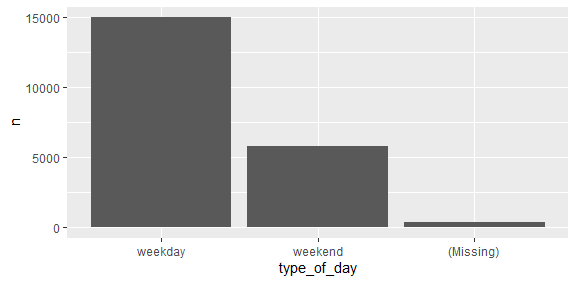 15000
10000
5000
0
n
weekday weekend (Missing)
type_of_day